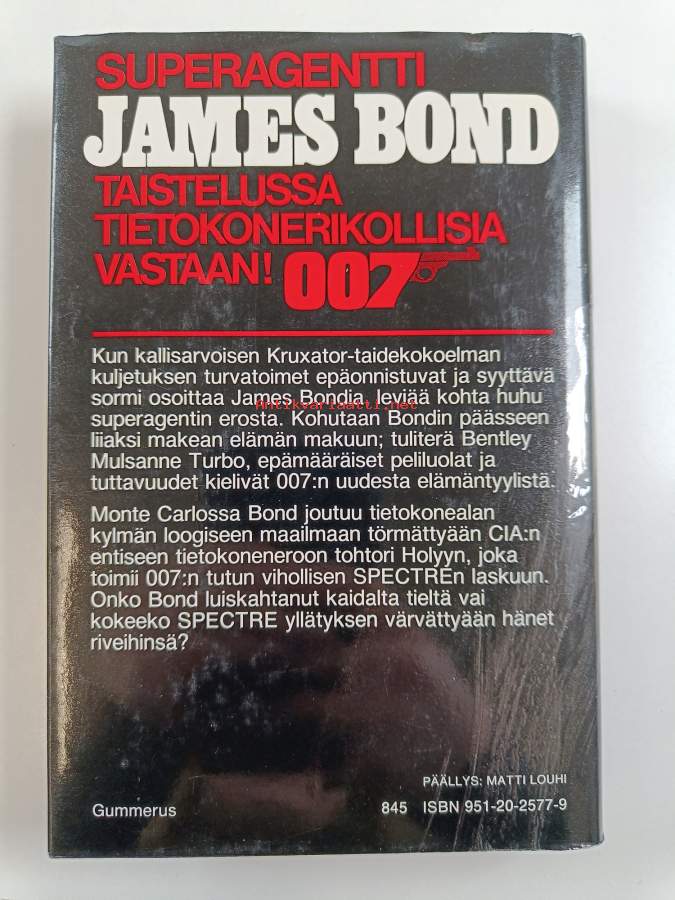 SUPERAGENTTI
JAMES BOND
TAISTELUSSA
TIETOKONERIKOLLISIA
VASTAAN! 007
Kun kallisarvoisen Kruxator-taidekokoelman
kuljetuksen turvatoimet epäonnistuvat ja syyttävä
sormi osoittaa James Bondia, leviää kohta huhu
Antikvariaatti.net
superagentin erosta. Kohutaan Bondin päässeen
liiaksi makean elämän makuun; tuliterä Bentley
Mulsanne Turbo, epämääräiset peliluolat ja
tuttavuudet kielivät 007:n uudesta elämäntyylistä.
Monte Carlossa Bond joutuu tietokonealan
kylmän loogiseen maailmaan törmättyään CIA:n
entiseen tietokoneneroon tohtori Holyyn, joka
toimii 007:n tutun vihollisen SPECTREn laskuun.
Onko Bond luiskahtanut kaidalta tieltä vai
kokeeko SPECTRE yllätyksen värvättyään hänet
riveihinsä?
PÄÄLLYS: MATTI LOUHI
Gummerus 845 ISBN 951-20-2577-9